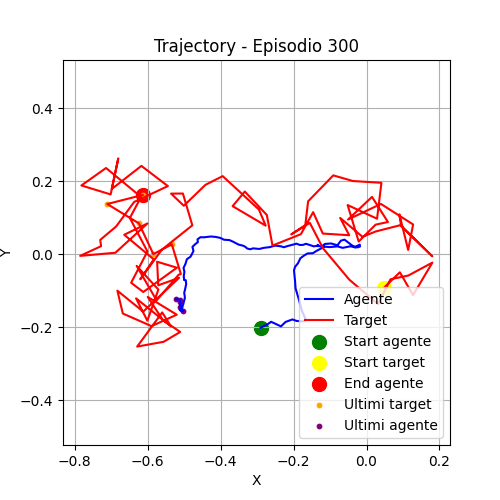 Trajectory - Episodio 300
Y
0.4
0.2
0.0
−0.2
−0.4
Agente
Target
Start agente
Start target
End agente
Ultimi target
Ultimi agente
−0.8
−0.6
−0.4
−0.2
0.0
0.2
X